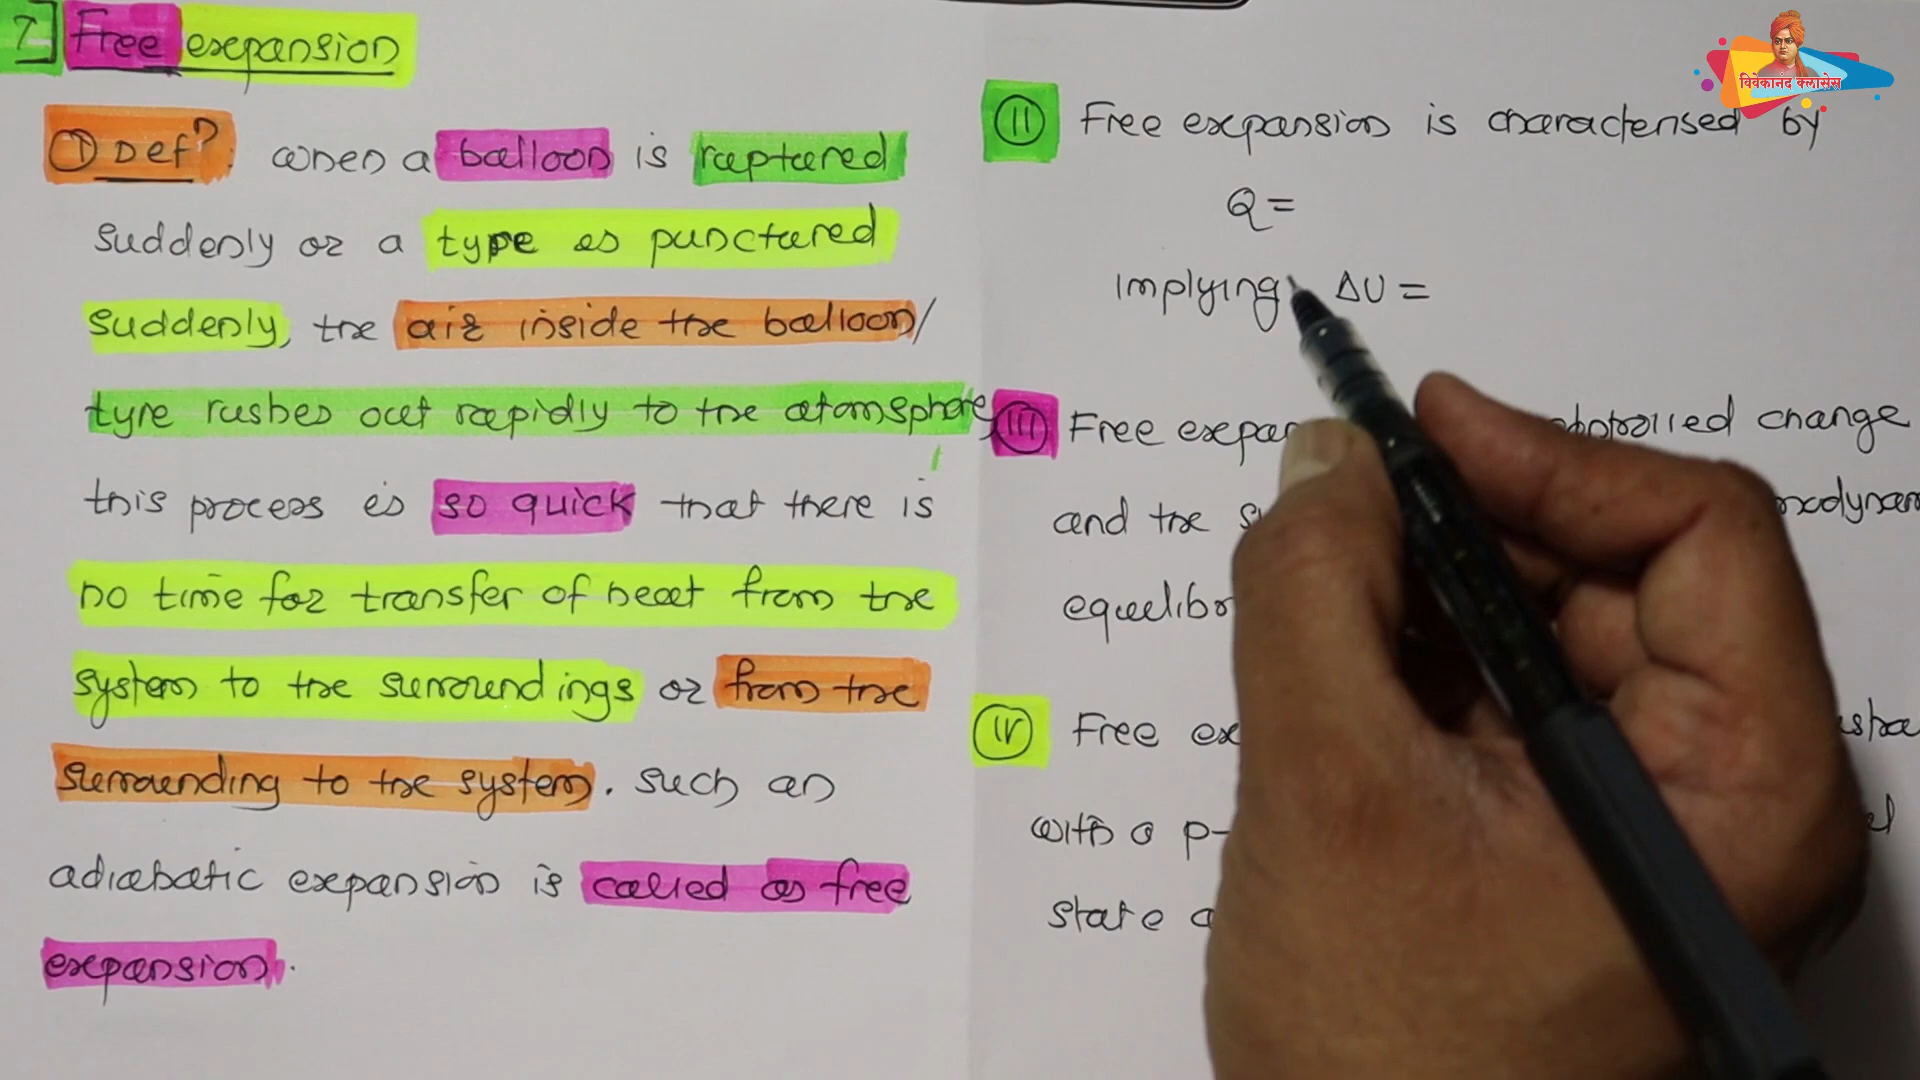 7] Free expansion
① Defⁿ: when a balloon is ruptured
suddenly or a type is punctured
suddenly, the air inside the balloon/
tyre rushes out rapidly to the atomsphere,
this process is so quick that there is
no time for transfer of heat from the
system to the surroundings or from the
surrounding to the system. such an
adiabatic expansion is called as free
expansion.
विवेकानंद क्लासेस
(ii) Free expansion is characterised by
Q =
implying ΔU =
(iii) Free change
and the
(iv) Free
with a p-
state